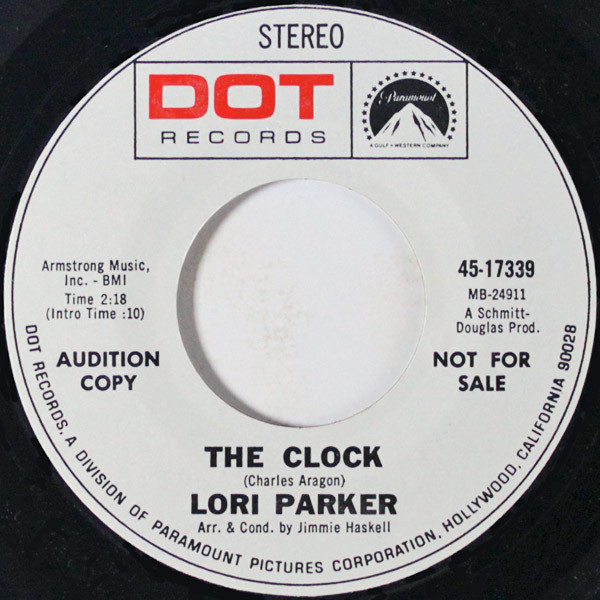 STEREO
DOT
RECORDS
Paramount
A GULF + WESTERN COMPANY
Armstrong Music,
Inc. - BMI
Time 2:18
(Intro Time :10)
AUDITION
COPY
45-17339
MB-24911
A Schmitt-
Douglas Prod.
NOT FOR
SALE
THE CLOCK
(Charles Aragon)
LORI PARKER
Arr. & Cond. by Jimmie Haskell
DOT RECORDS, A DIVISION OF PARAMOUNT PICTURES CORPORATION, HOLLYWOOD, CALIFORNIA 90028